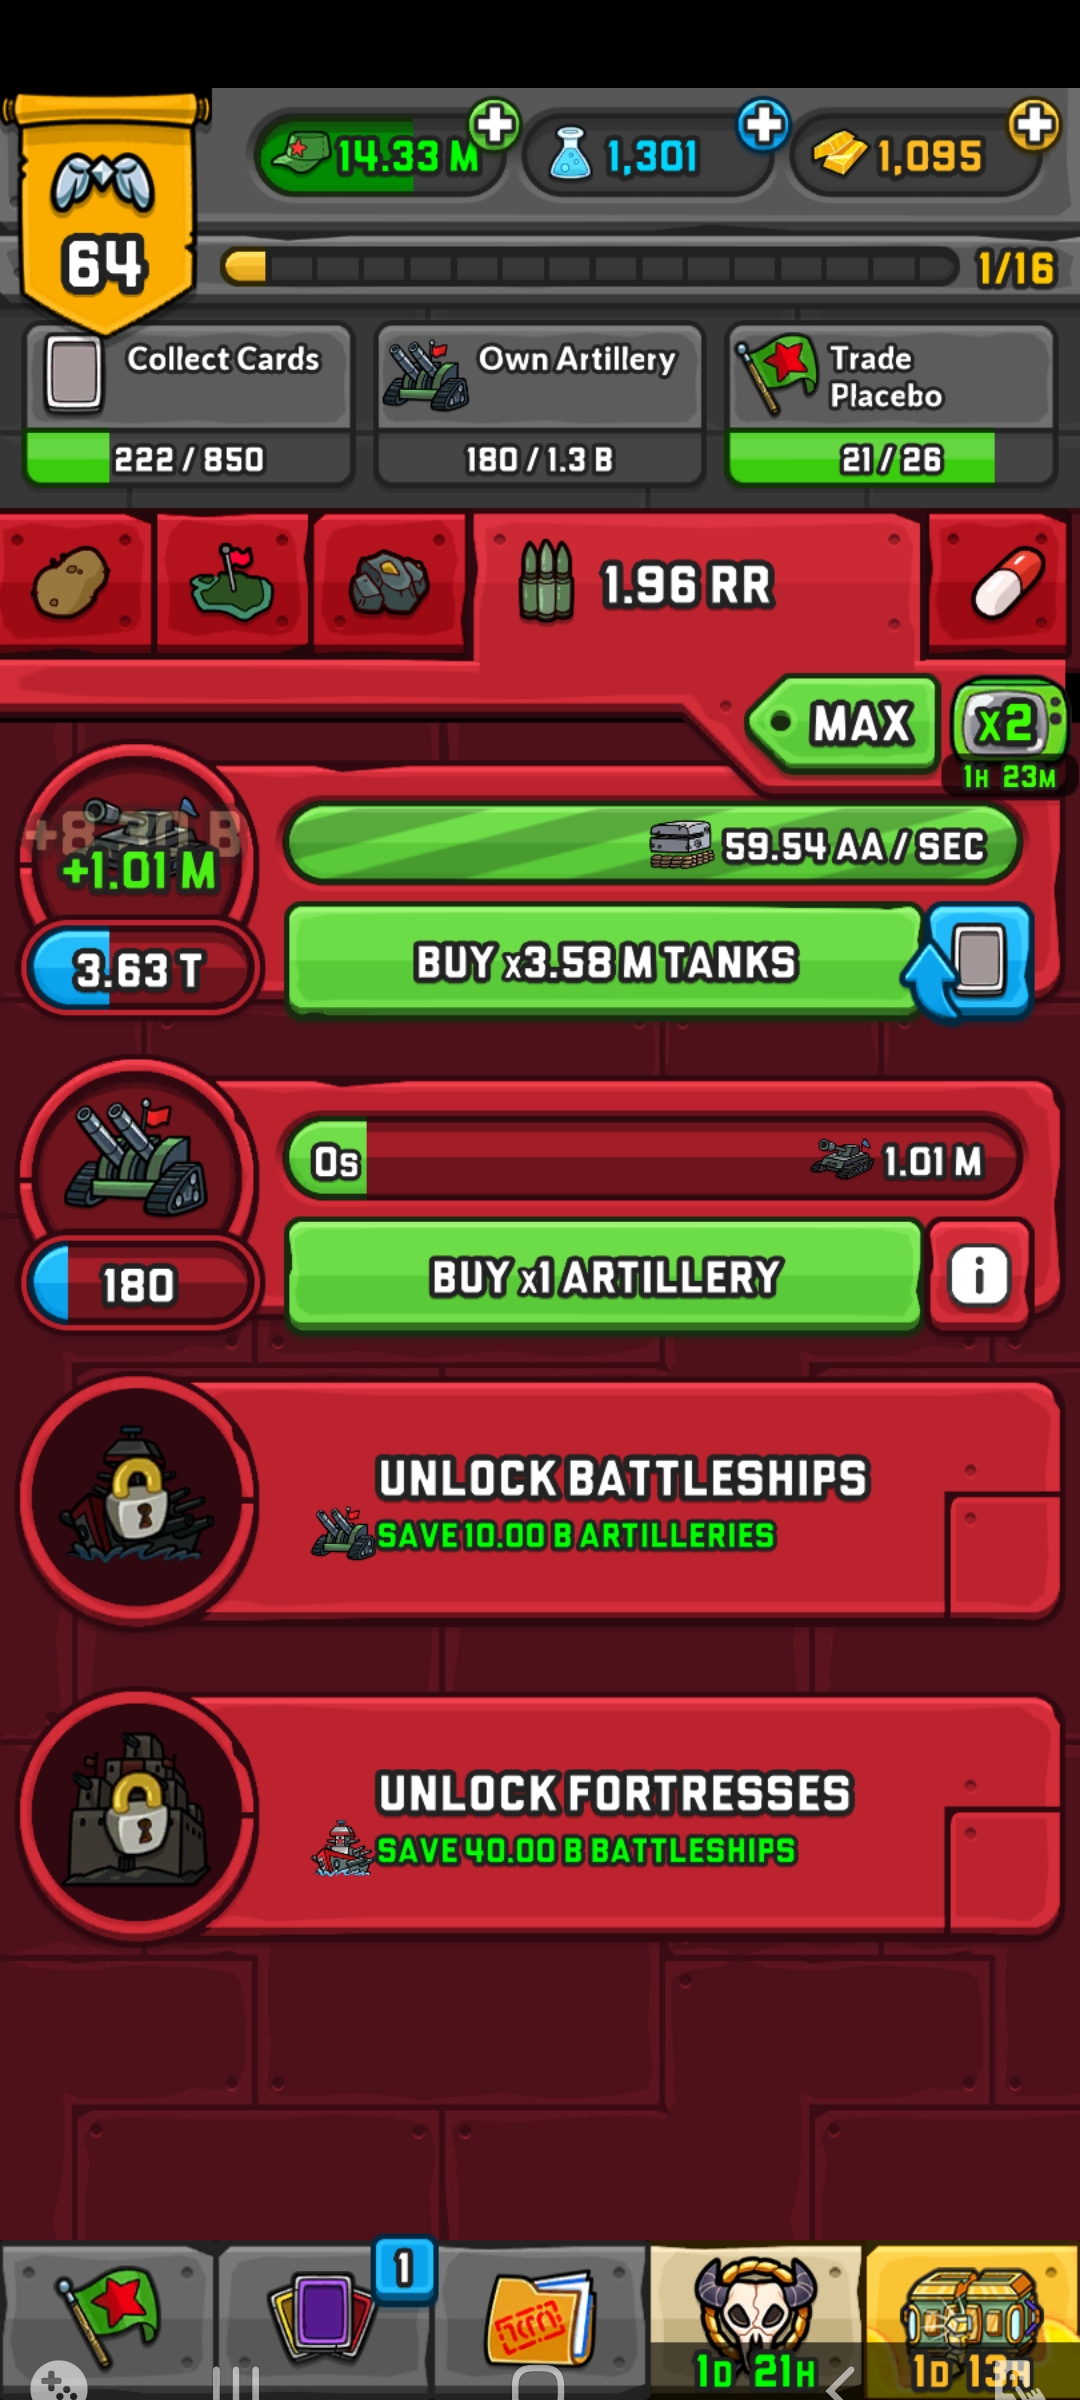 14.33 M
1,301
1,095
64
1/16
Collect Cards
222 / 850
Own Artillery
180 / 1.3 B
Trade
Placebo
21 / 26
1.96 RR
MAX
x2
1H 23M
+1.01 M
59.54 AA / SEC
3.63 T
BUY x3.58 M TANKS
0s
1.01 M
180
BUY x1 ARTILLERY
i
UNLOCK BATTLESHIPS
SAVE 10.00 B ARTILLERIES
UNLOCK FORTRESSES
SAVE 40.00 B BATTLESHIPS
1
1D 21H
1D 13H